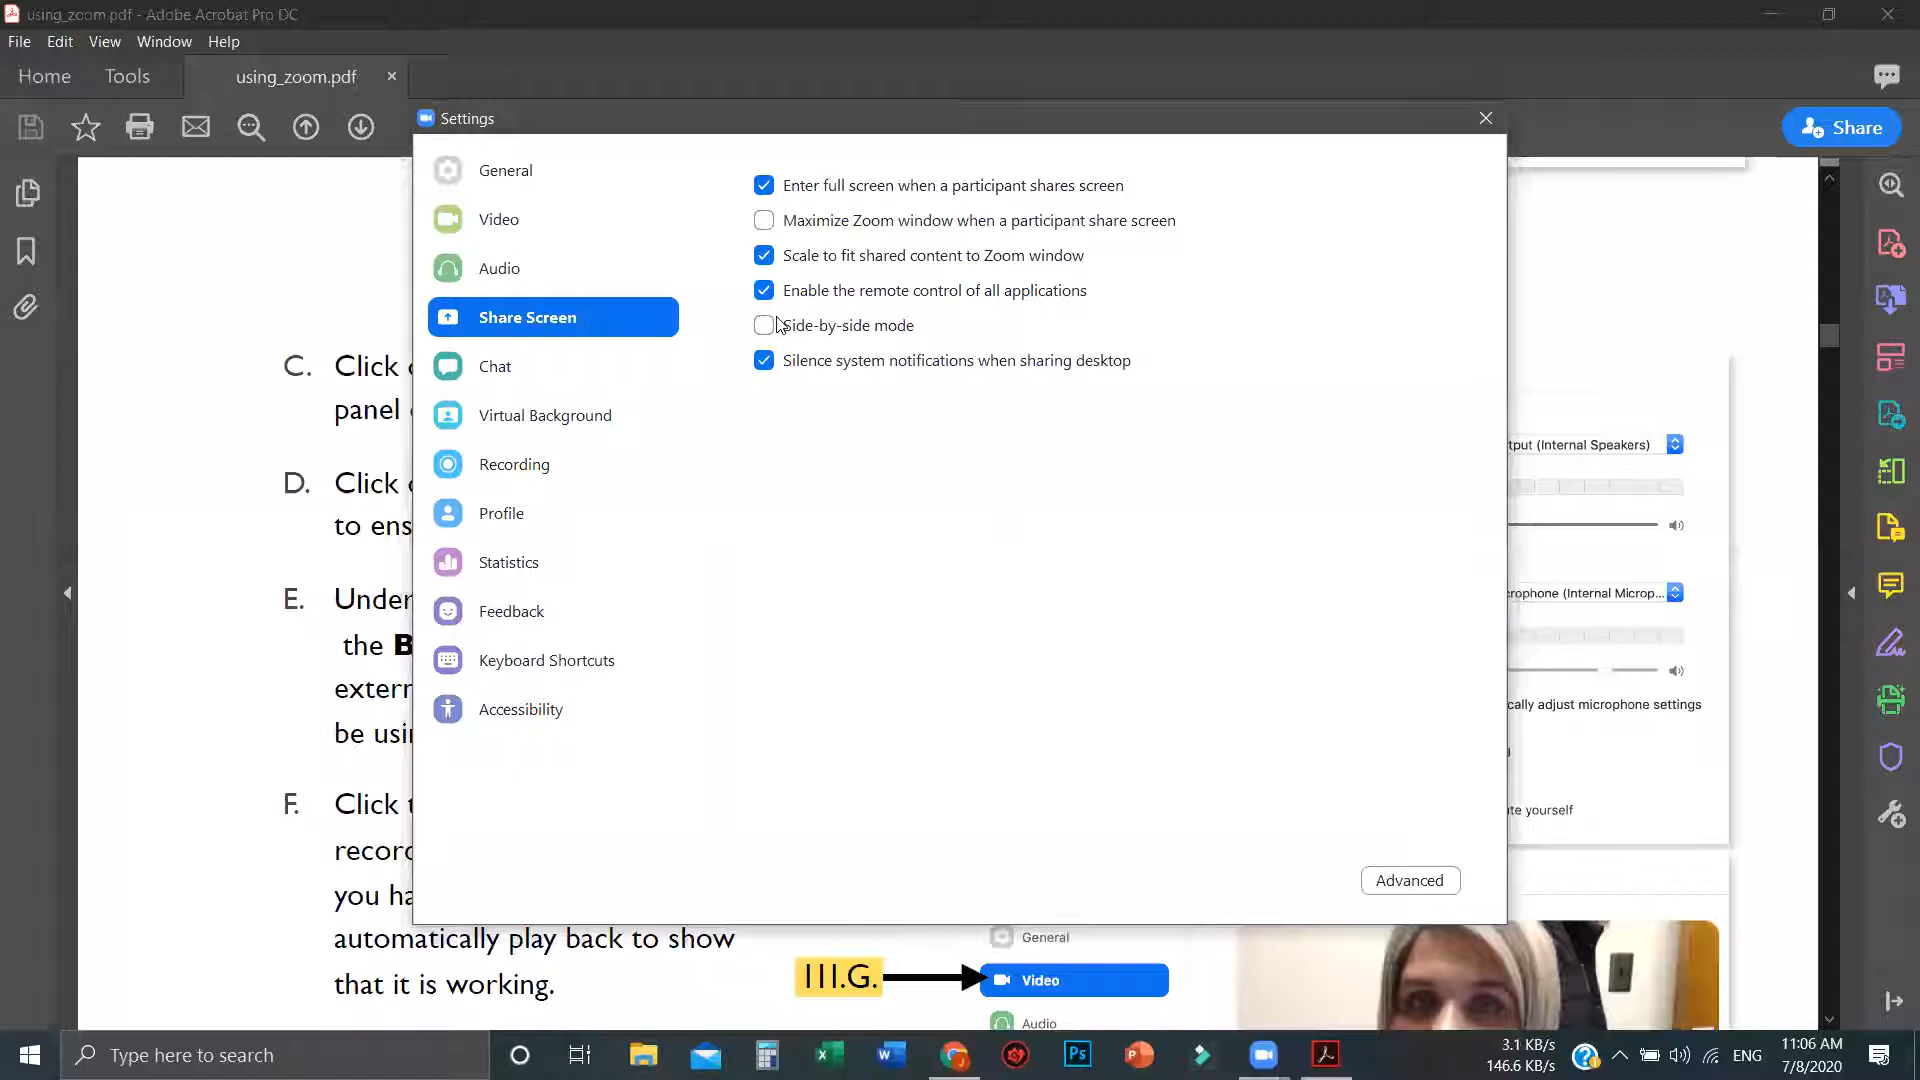 using_zoom.pdf - Adobe Acrobat Pro DC
File Edit View Window Help
Home Tools using_zoom.pdf
Share
Settings
General
Video
Audio
Share Screen
Chat
Virtual Background
Recording
Profile
Statistics
Feedback
Keyboard Shortcuts
Accessibility
Enter full screen when a participant shares screen
Maximize Zoom window when a participant share screen
Scale to fit shared content to Zoom window
Enable the remote control of all applications
Side-by-side mode
Silence system notifications when sharing desktop
Advanced
C. Click
panel
D. Click
to ens
E. Under
the B
extern
be usi
F. Click t
record
you ha
automatically play back to show
that it is working.
tput (Internal Speakers)
crophone (Internal Microp...
cally adjust microphone settings
te yourself
General
III.G.
Video
Audio
Type here to search
3.1 KB/s
146.6 KB/s
ENG
11:06 AM
7/8/2020